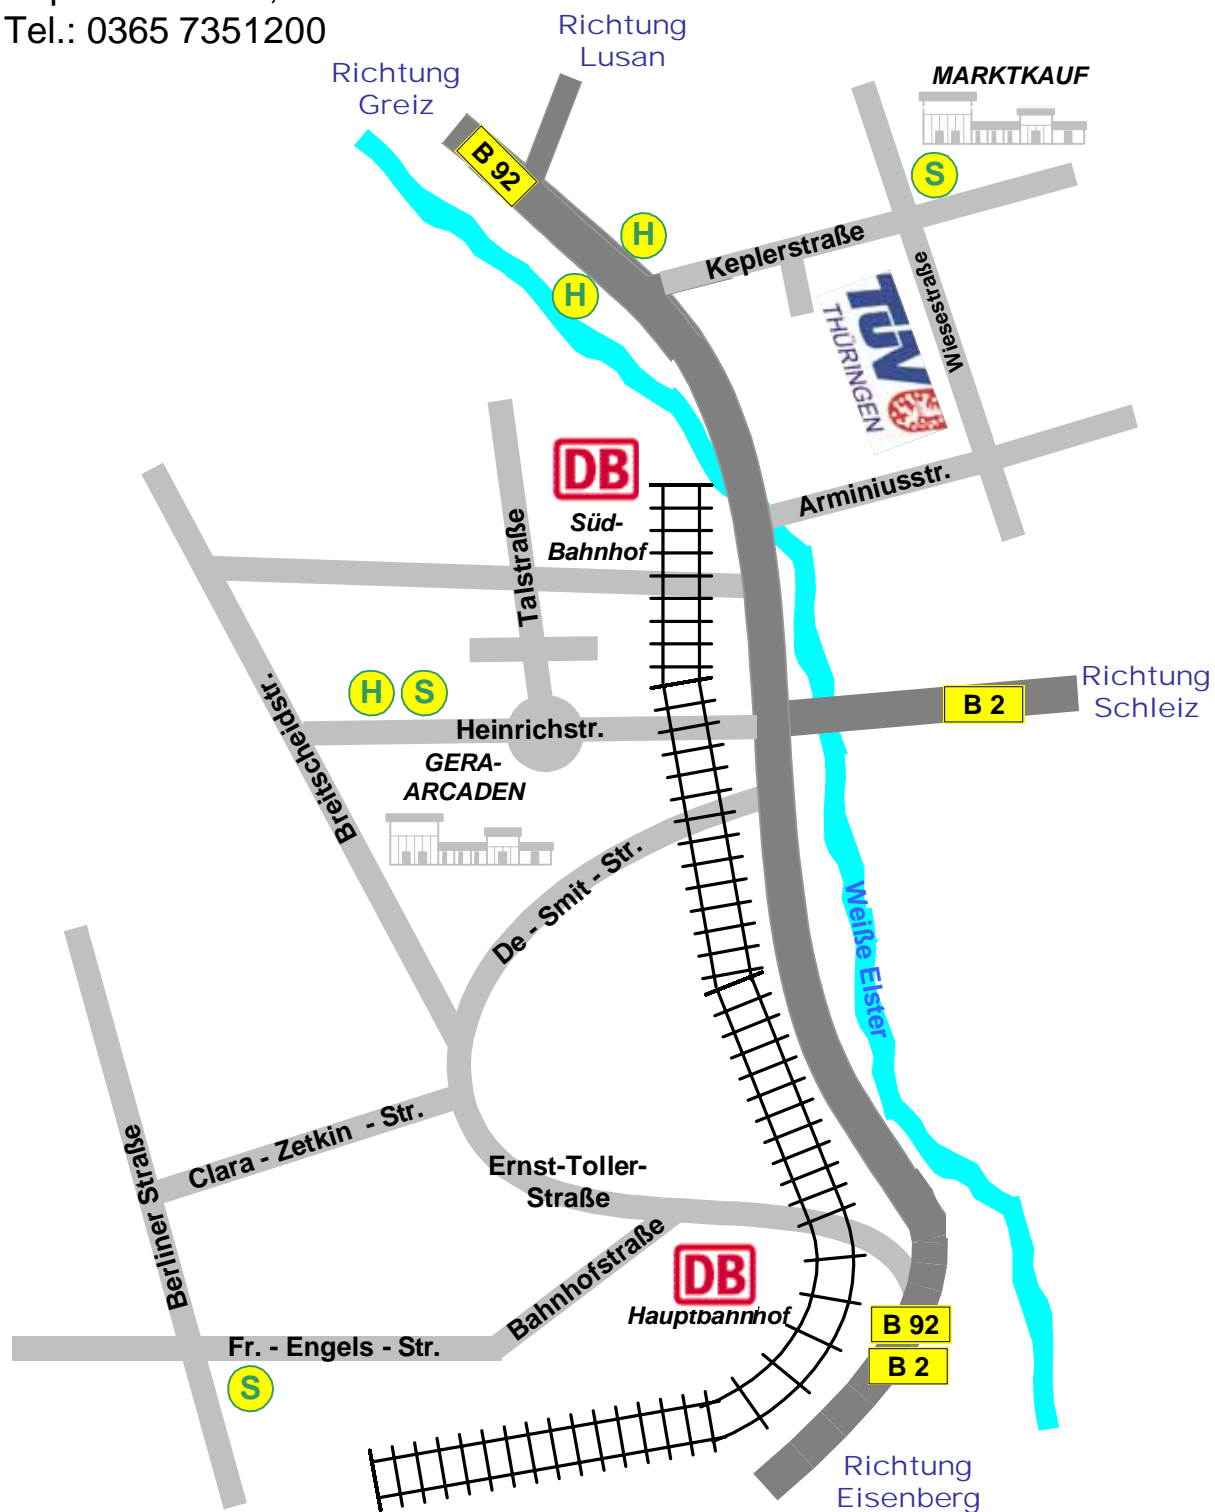 Tel.: 0365 7351200
Richtung
Lusan
Richtung
Greiz
MARKTKAUF
B 92
S
H
Keplerstraße
H
Wiesestraße
TÜV
THÜRINGEN
DB
Süd-
Bahnhof
Arminiusstr.
Talstraße
Richtung
Schleiz
B 2
H S
Heinrichstr.
Breitscheidstr.
GERA-
ARCADEN
De - Smit - Str.
Weiße Elster
Clara - Zetkin - Str.
Berliner Straße
Ernst-Toller-
Straße
Bahnhofstraße
DB
Hauptbahnhof
B 92
B 2
Fr. - Engels - Str.
S
Richtung
Eisenberg